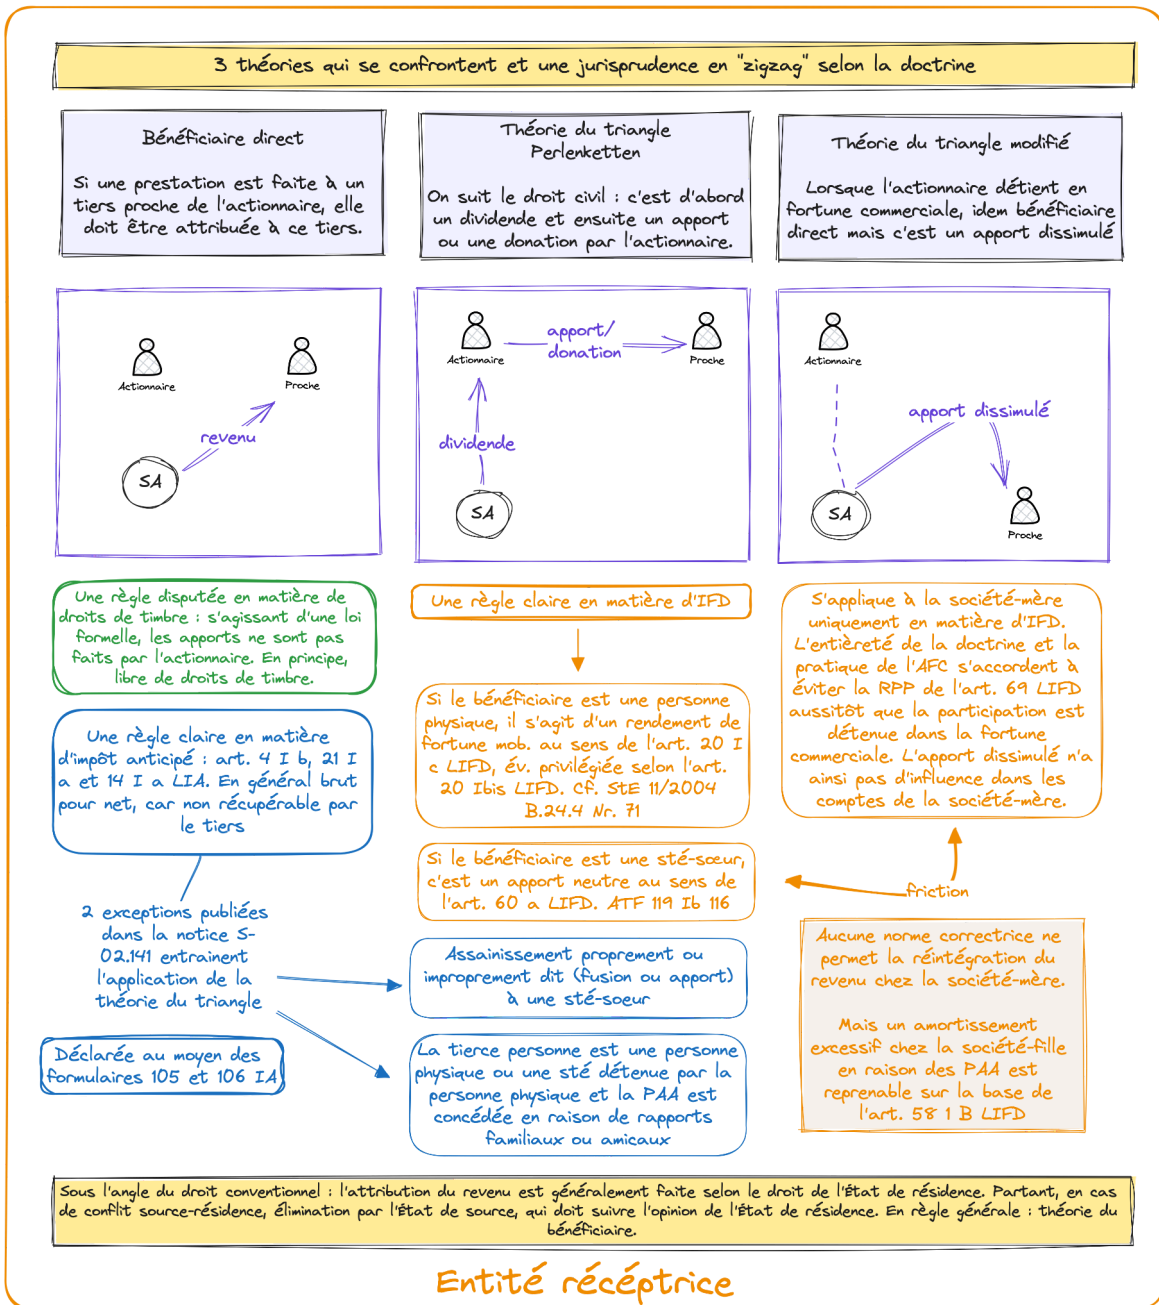 3 théories qui se confrontent et une jurisprudence en "zigzag" selon la doctrine
Bénéficiaire direct
Si une prestation est faite à un
tiers proche de l'actionnaire, elle
doit être attribuée à ce tiers.
Théorie du triangle
Perlenketten
On suit le droit civil : c'est d'abord
un dividende et ensuite un apport
ou une donation par l'actionnaire.
Théorie du triangle modifié
Lorsque l'actionnaire détient en
fortune commerciale, idem bénéficiaire
direct mais c'est un apport dissimulé
Actionnaire
Proche
revenu
SA
Actionnaire
apport/
donation
Proche
dividende
SA
Actionnaire
apport dissimulé
SA
Proche
Une règle disputée en matière de
droits de timbre : s'agissant d'une loi
formelle, les apports ne sont pas
faits par l'actionnaire. En principe,
libre de droits de timbre.
Une règle claire en matière
d'impôt anticipé : art. 4 I b, 21 I
a et 14 I a LIA. En général brut
pour net, car non récupérable par
le tiers
2 exceptions publiées
dans la notice S-
02.141 entrainent
l'application de la
théorie du triangle
Déclarée au moyen des
formulaires 105 et 106 IA
Une règle claire en matière d'IFD
Si le bénéficiaire est une personne
physique, il s'agit d'un rendement de
fortune mob. au sens de l'art. 20 I
c LIFD, év. privilégiée selon l'art.
20 Ibis LIFD. Cf. StE 11/2004
B.24.4 Nr. 71
Si le bénéficiaire est une sté-sœur,
c'est un apport neutre au sens de
l'art. 60 a LIFD. ATF 119 Ib 116
Assainissement proprement ou
improprement dit (fusion ou apport)
à une sté-soeur
La tierce personne est une personne
physique ou une sté détenue par la
personne physique et la PAA est
concédée en raison de rapports
familiaux ou amicaux
S'applique à la société-mère
uniquement en matière d'IFD.
L'entièreté de la doctrine et la
pratique de l'AFC s'accordent à
éviter la RPP de l'art. 69 LIFD
aussitôt que la participation est
détenue dans la fortune
commerciale. L'apport dissimulé n'a
ainsi pas d'influence dans les
comptes de la société-mère.
friction
Aucune norme correctrice ne
permet la réintégration du
revenu chez la société-mère.
Mais un amortissement
excessif chez la société-fille
en raison des PAA est
reprenable sur la base de
l'art. 58 1 B LIFD
Sous l'angle du droit conventionnel : l'attribution du revenu est généralement faite selon le droit de l'État de résidence. Partant, en cas
de conflit source-résidence, élimination par l'État de source, qui doit suivre l'opinion de l'État de résidence. En règle générale : théorie du
bénéficiaire.
Entité récéptrice